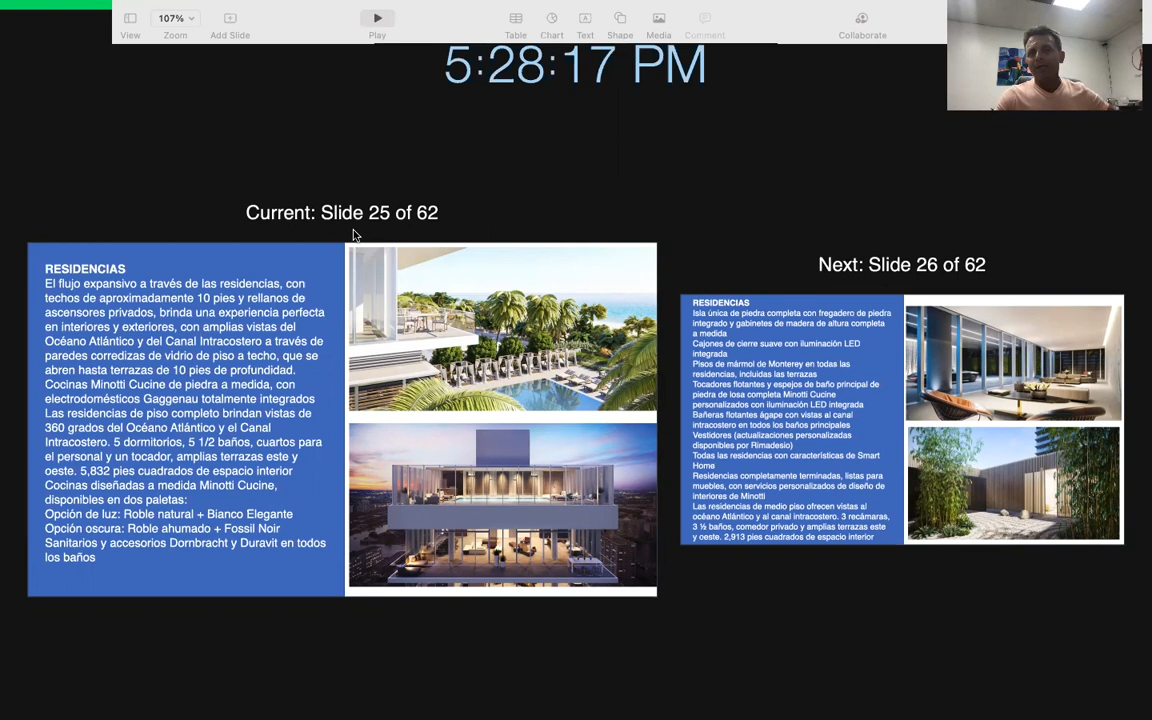 107%
View
Zoom
Add Slide
Play
Table
Chart
Text
Shape
Media
Comment
Collaborate
5:28:17 PM
Current: Slide 25 of 62
RESIDENCIAS
El flujo expansivo a través de las residencias, con
techos de aproximadamente 10 pies y rellanos de
ascensores privados, brinda una experiencia perfecta
en interiores y exteriores, con amplias vistas del
Océano Atlántico y del Canal Intracostero a través de
paredes corredizas de vidrio de piso a techo, que se
abren hasta terrazas de 10 pies de profundidad.
Cocinas Minotti Cucine de piedra a medida, con
electrodomésticos Gaggenau totalmente integrados
Las residencias de piso completo brindan vistas de
360 grados del Océano Atlántico y el Canal
Intracostero. 5 dormitorios, 5 1/2 baños, cuartos para
el personal y un tocador, amplias terrazas este y
oeste. 5,832 pies cuadrados de espacio interior
Cocinas diseñadas a medida Minotti Cucine,
disponibles en dos paletas:
Opción de luz: Roble natural + Bianco Elegante
Opción oscura: Roble ahumado + Fossil Noir
Sanitarios y accesorios Dornbracht y Duravit en todos
los baños
Next: Slide 26 of 62
RESIDENCIAS
Isla única de piedra completa con fregadero de piedra
integrado y gabinetes de madera de altura completa
a medida
Cajones de cierre suave con iluminación LED
integrada
Pisos de mármol de Monterey en todas las
residencias, incluidas las terrazas
Tocadores flotantes y espejos de baño principal de
piedra de losa completa Minotti Cucine
personalizados con iluminación LED integrada
Bañeras flotantes ágape con vistas al canal
intracostero en todos los baños principales
Vestidores (actualizaciones personalizadas
disponibles por Rimadesio)
Todas las residencias con características de Smart
Home
Residencias completamente terminadas, listas para
muebles, con servicios personalizados de diseño de
interiores de Minotti
Las residencias de medio piso ofrecen vistas al
océano Atlántico y al canal intracostero. 3 recámaras,
3 ½ baños, comedor privado y amplias terrazas este
y oeste. 2,913 pies cuadrados de espacio interior